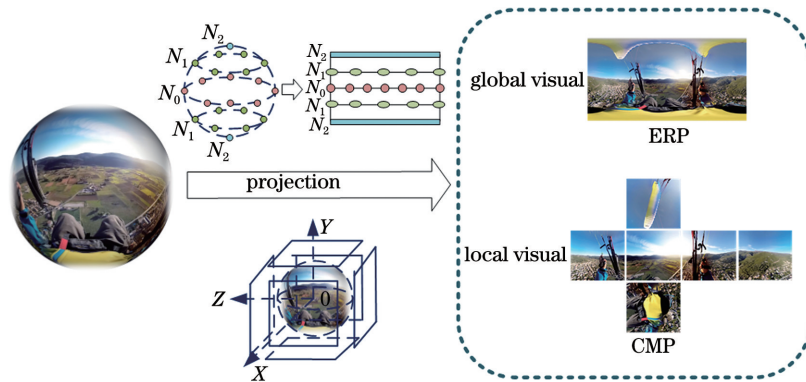 N₂
N₁
N₀
N₁
N₂
N₂
N₁
N₀
N₁
N₂
projection
Y
Z
0
X
global visual
ERP
local visual
CMP